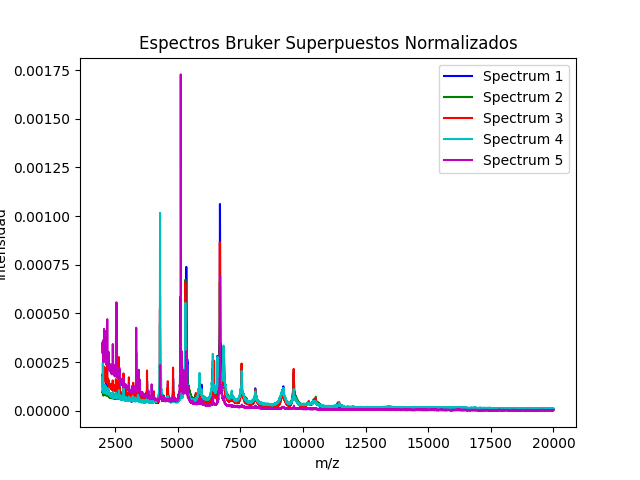 Espectros Bruker Superpuestos Normalizados
0.00175
0.00150
0.00125
0.00100
0.00075
0.00050
0.00025
0.00000
Spectrum 1
Spectrum 2
Spectrum 3
Spectrum 4
Spectrum 5
2500 5000 7500 10000 12500 15000 17500 20000
m/z